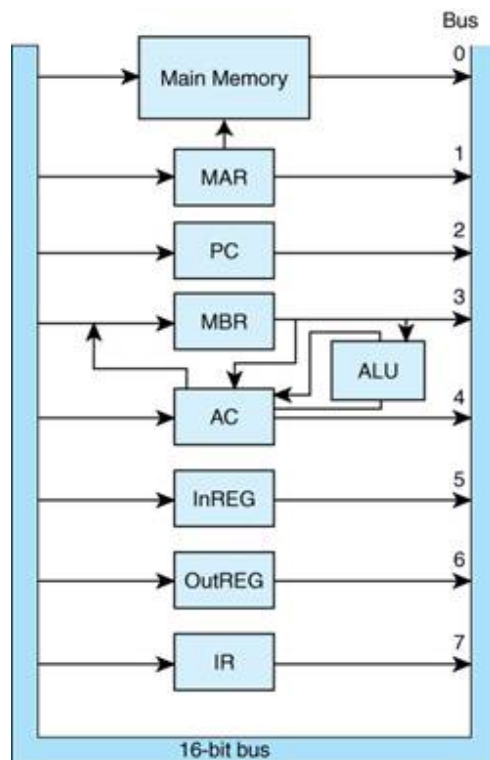 Bus
0
Main Memory
1
MAR
2
PC
3
MBR
ALU
4
AC
5
InREG
6
OutREG
7
IR
16-bit bus